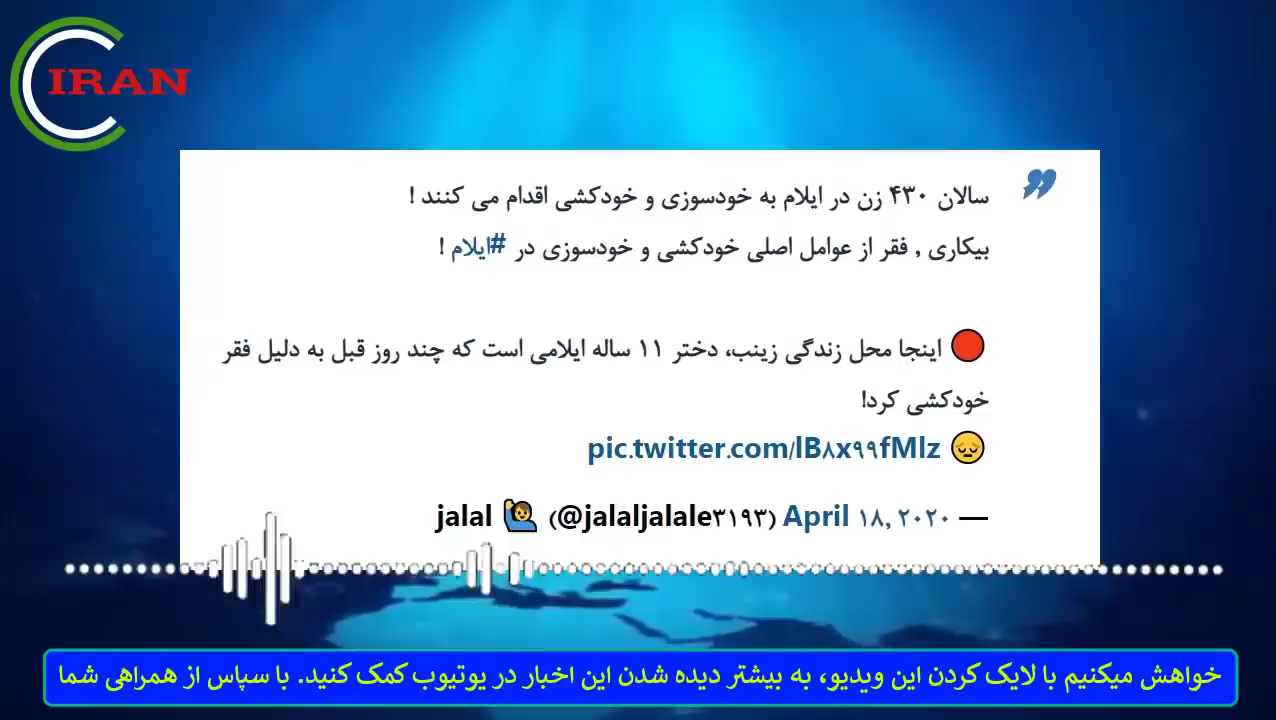 IRAN
سالان ۴۳۰ زن در ایلام به خودسوزی و خودکشی اقدام می کنند !
بیکاری , فقر از عوامل اصلی خودکشی و خودسوزی در #ایلام !
🔴 اینجا محل زندگی زینب، دختر ۱۱ ساله ایلامی است که چند روز قبل به دلیل فقر
خودکشی کرد!
😔 pic.twitter.com/lB۸x۹۹fMlz
— jalal 🙋 (@jalaljalale۳۱۹۳) April ۱۸, ۲۰۲۰
خواهش میکنیم با لایک کردن این ویدیو، به بیشتر دیده شدن این اخبار در یوتیوب کمک کنید. با سپاس از همراهی شما